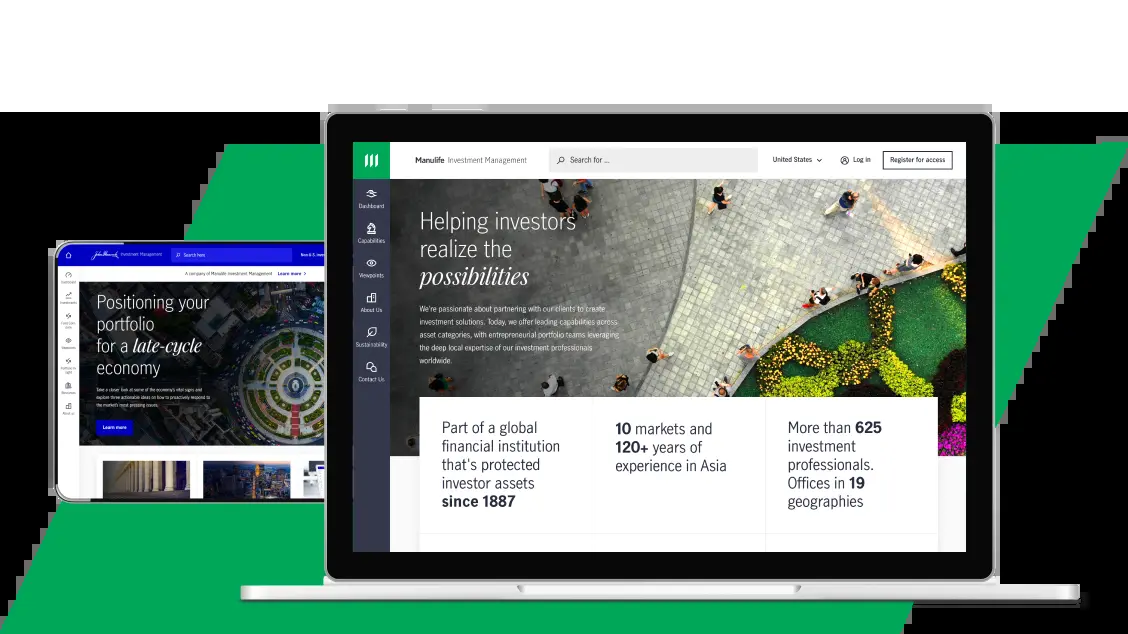 Manulife Investment Management
Search for ...
United States
Log in
Register for access
Dashboard
Capabilities
Viewpoints
About Us
Sustainability
Contact Us
Helping investors
realize the
possibilities
We're passionate about partnering with our clients to create
investment solutions. Today, we offer leading capabilities across
asset categories, with entrepreneurial portfolio teams leveraging
the deep local expertise of our investment professionals
worldwide.
Part of a global
financial institution
that's protected
investor assets
since 1887
10 markets and
120+ years of
experience in Asia
More than 625
investment
professionals.
Offices in 19
geographies
John Hancock Investment Management
Search here
A company of Manulife Investment Management Learn more
Positioning your
portfolio
for a late-cycle
economy
Take a closer look at some of the economy's vital signs and
explore three actionable ideas on how to proactively respond to
the market's most pressing issues.
Learn more
About us